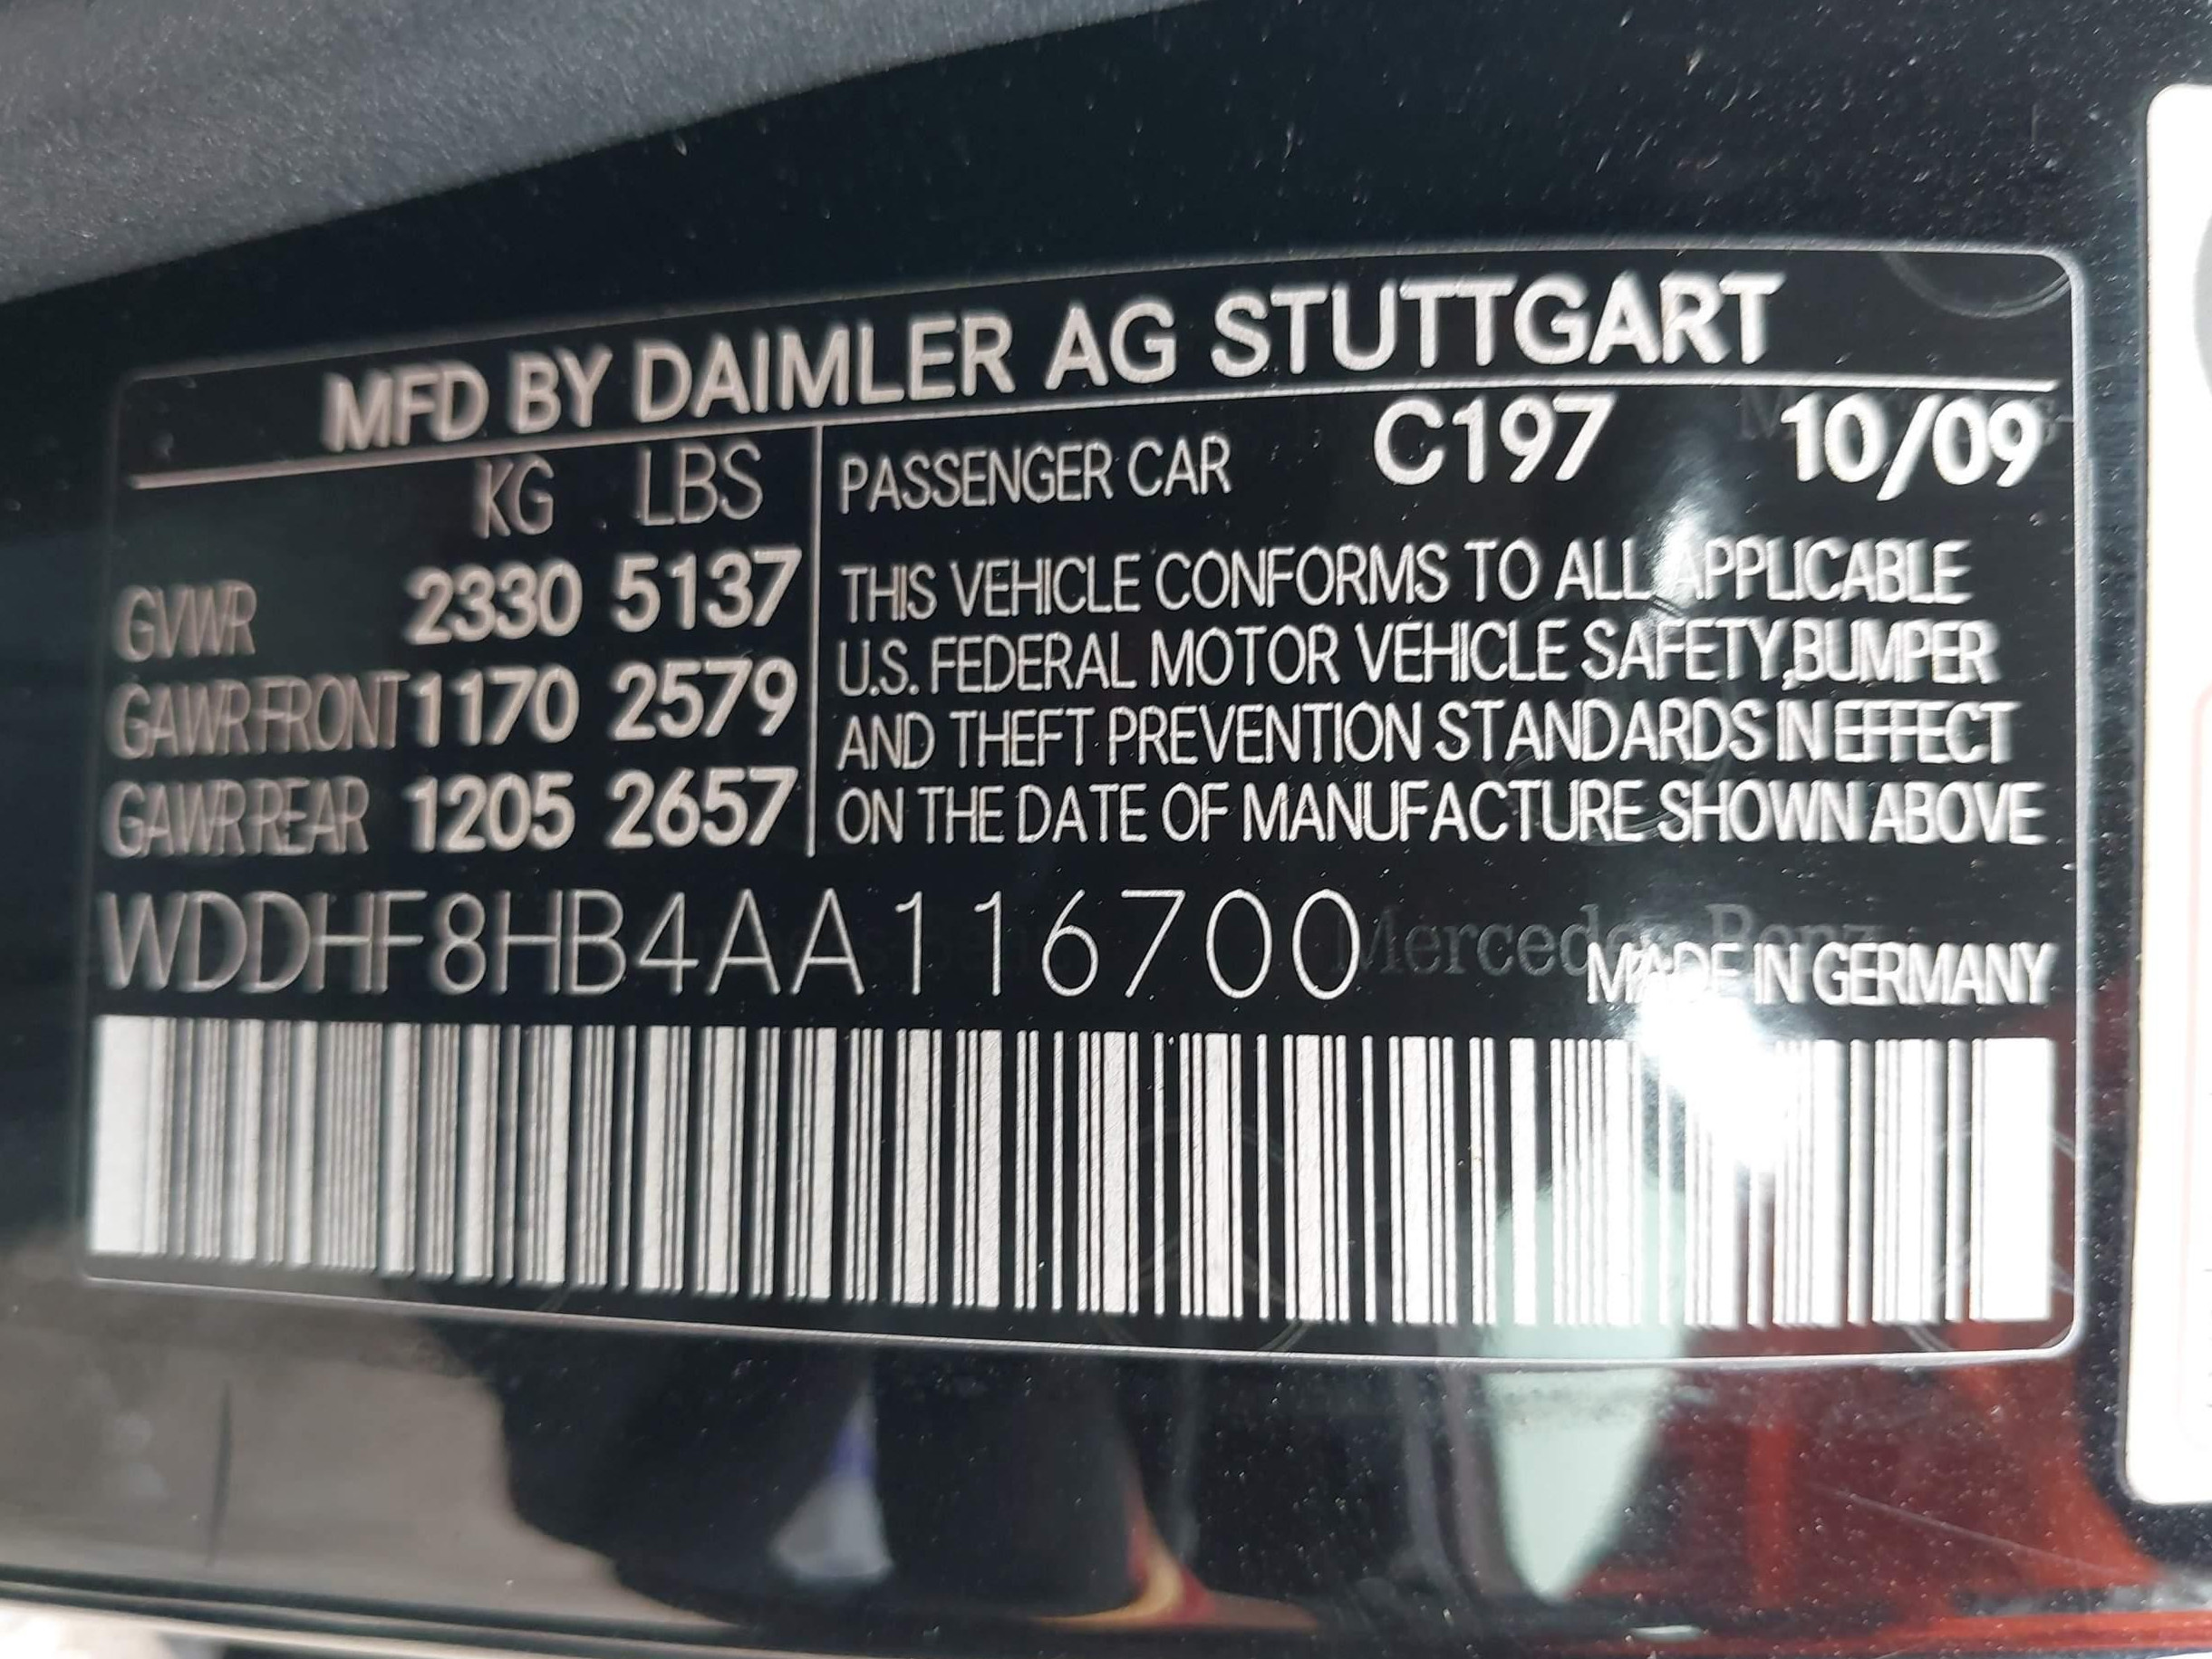 MFD BY DAIMLER AG STUTTGART
KG LBS
GVWR 2330 5137
GAWR FRONT 1170 2579
GAWR REAR 1205 2657
PASSENGER CAR C197 10/09
THIS VEHICLE CONFORMS TO ALL APPLICABLE
U.S. FEDERAL MOTOR VEHICLE SAFETY,BUMPER
AND THEFT PREVENTION STANDARDS IN EFFECT
ON THE DATE OF MANUFACTURE SHOWN ABOVE
WDDHF8HB4AA116700
Mercedes-Benz
MADE IN GERMANY